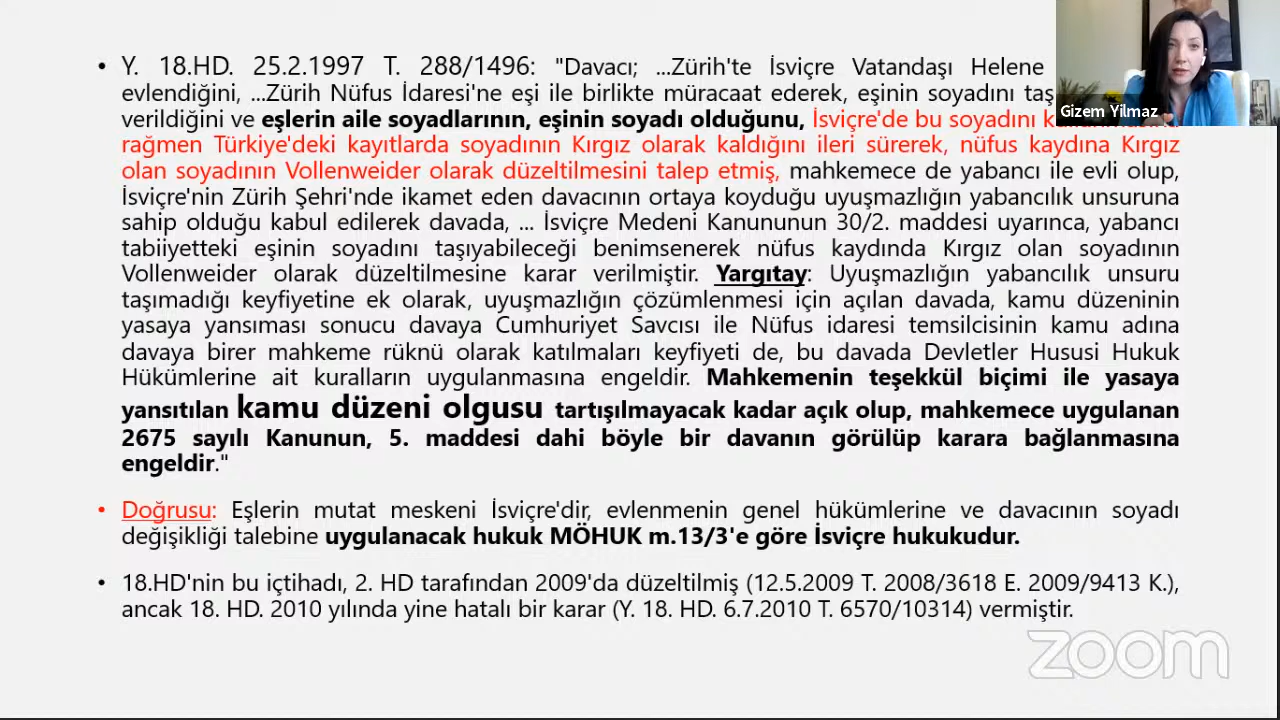 • Y. 18.HD. 25.2.1997 T. 288/1496: "Davacı; ...Zürih'te İsviçre Vatandaşı Helene
evlendiğini, ...Zürih Nüfus İdaresi'ne eşi ile birlikte müracaat ederek, eşinin soyadını
verildiğini ve eşlerin aile soyadlarının, eşinin soyadı olduğunu, İsviçre'de bu soyadını
rağmen Türkiye'deki kayıtlarda soyadının Kırgız olarak kaldığını ileri sürerek, nüfus kaydına Kırgız
olan soyadının Vollenweider olarak düzeltilmesini talep etmiş, mahkemece de yabancı ile evli olup,
İsviçre'nin Zürih Şehri'nde ikamet eden davacının ortaya koyduğu uyuşmazlığın yabancılık unsuruna
sahip olduğu kabul edilerek davada, ... İsviçre Medeni Kanununun 30/2. maddesi uyarınca, yabancı
tabiiyetteki eşinin soyadını taşıyabileceği benimsenerek nüfus kaydında Kırgız olan soyadının
Vollenweider olarak düzeltilmesine karar verilmiştir. Yargıtay: Uyuşmazlığın yabancılık unsuru
taşımadığı keyfiyetine ek olarak, uyuşmazlığın çözümlenmesi için açılan davada, kamu düzeninin
yasaya yansıması sonucu davaya Cumhuriyet Savcısı ile Nüfus idaresi temsilcisinin kamu adına
davaya birer mahkeme rüknü olarak katılmaları keyfiyeti de, bu davada Devletler Hususi Hukuk
Hükümlerine ait kuralların uygulanmasına engeldir. Mahkemenin teşekkül biçimi ile yasaya
yansıtılan kamu düzeni olgusu tartışılmayacak kadar açık olup, mahkemece uygulanan
2675 sayılı Kanunun, 5. maddesi dahi böyle bir davanın görülüp karara bağlanmasına
engeldir."
• Doğrusu: Eşlerin mutat meskeni İsviçre'dir, evlenmenin genel hükümlerine ve davacının soyadı
değişikliği talebine uygulanacak hukuk MÖHUK m.13/3'e göre İsviçre hukukudur.
• 18.HD'nin bu içtihadı, 2. HD tarafından 2009'da düzeltilmiş (12.5.2009 T. 2008/3618 E. 2009/9413 K.),
ancak 18. HD. 2010 yılında yine hatalı bir karar (Y. 18. HD. 6.7.2010 T. 6570/10314) vermiştir.
Gizem Yilmaz
zoom